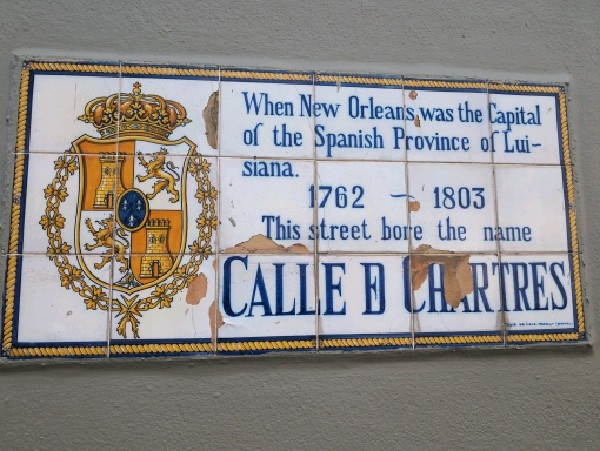 When New Orleans was the Capital
of the Spanish Province of Lui-
siana.
1762 ~ 1803
This street bore the name
CALLE D CHARTRES